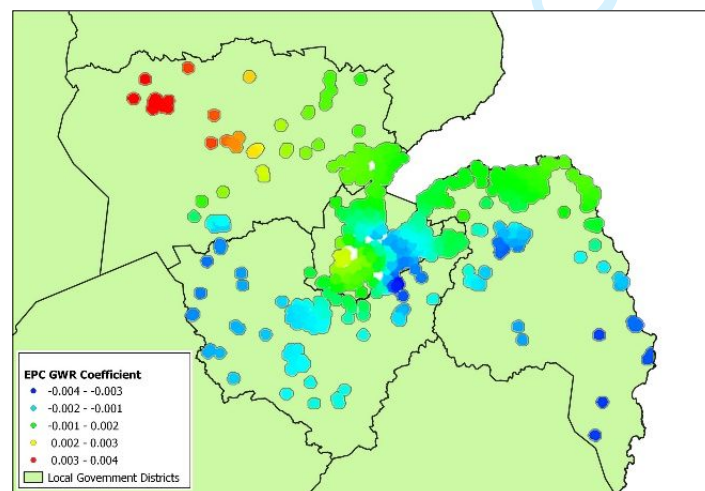 EPC GWR Coefficient
-0.004 - -0.003
-0.002 - -0.001
-0.001 - 0.002
0.002 - 0.003
0.003 - 0.004
Local Government Districts